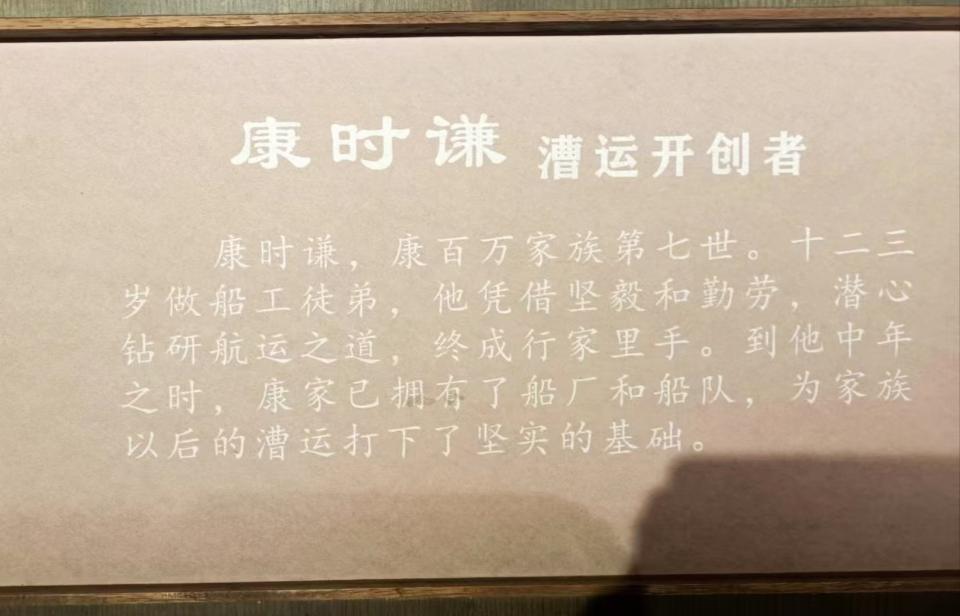 康时谦 漕运开创者
康时谦，康百万家族第七世。十二三
岁做船工徒弟，他凭借坚毅和勤劳，潜心
钻研航运之道，终成行家里手。到他中年
之时，康家已拥有了船厂和船队，为家族
以后的漕运打下了坚实的基础。